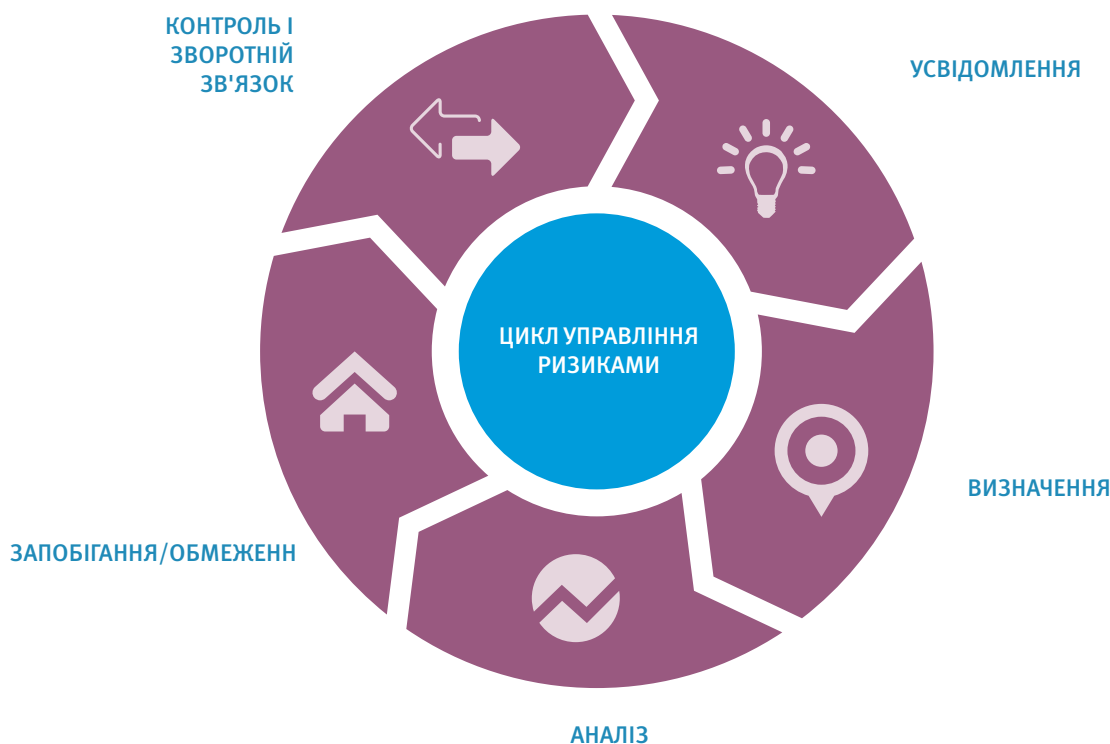 КОНТРОЛЬ І
ЗВОРОТНІЙ
ЗВ'ЯЗОК
УСВІДОМЛЕННЯ
ЦИКЛ УПРАВЛІННЯ
РИЗИКАМИ
ВИЗНАЧЕННЯ
ЗАПОБІГАННЯ/ОБМЕЖЕНН
АНАЛІЗ